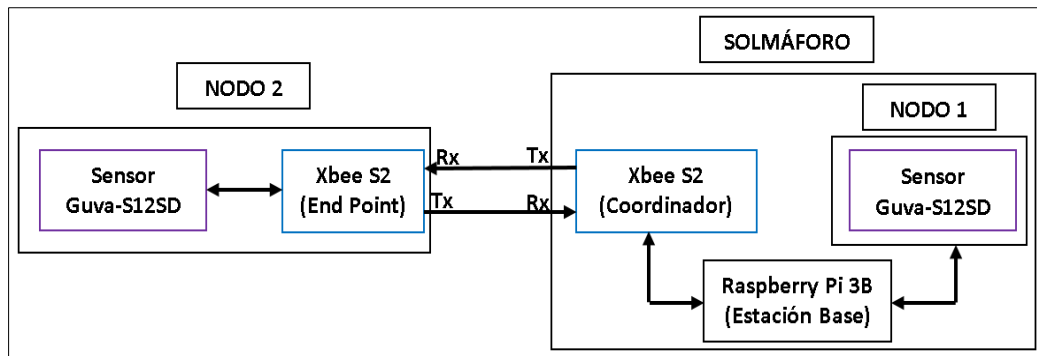 SOLMÁFORO
NODO 2
NODO 1
Sensor
Guva-S12SD
Xbee S2
(End Point)
Rx
Tx
Tx
Rx
Xbee S2
(Coordinador)
Sensor
Guva-S12SD
Raspberry Pi 3B
(Estación Base)